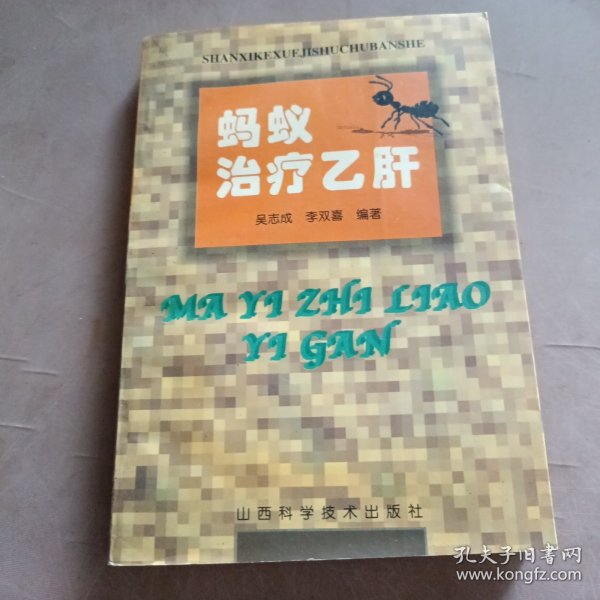 SHANXIKEXUEJISHUCHUBANSHE
蚂蚁
治疗乙肝
吴志成 李双喜 编著
MA YI ZHI LIAO
YI GAN
山西科学技术出版社
孔夫子旧书网
www.kongfz.com